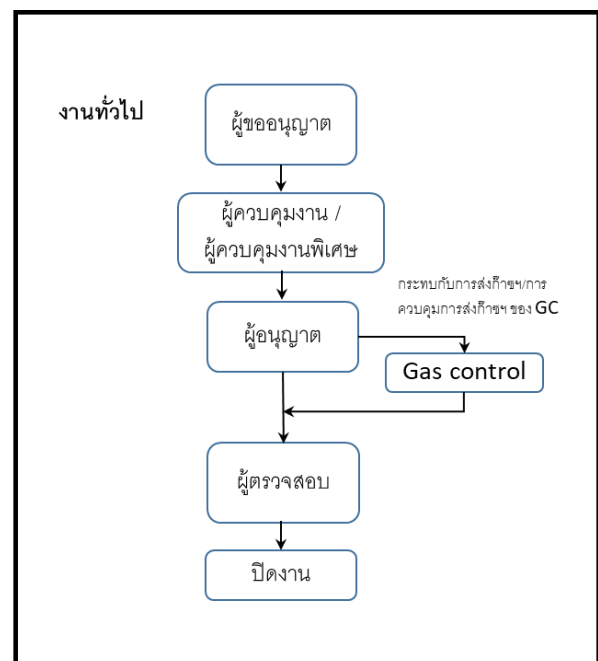 งานทั่วไป
ผู้ขออนุญาต
ผู้ควบคุมงาน /
ผู้ควบคุมงานพิเศษ
กระทบกับการส่งก๊าซฯ/การ
ควบคุมการส่งก๊าซฯ ของ GC
ผู้อนุญาต
Gas control
ผู้ตรวจสอบ
ปิดงาน